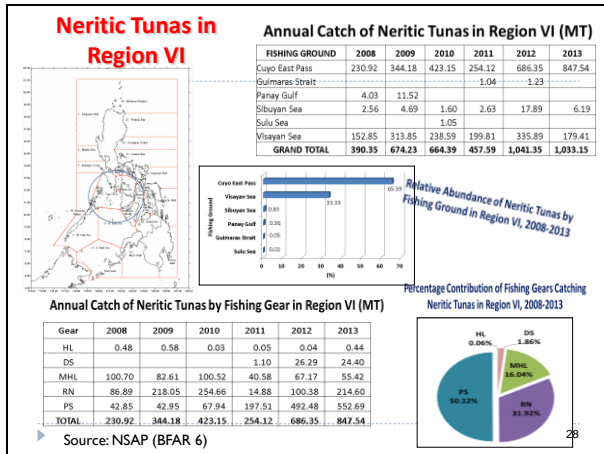 Neritic Tunas in
Region VI
Annual Catch of Neritic Tunas in Region VI (MT)
FISHING GROUND 2008 2009 2010 2011 2012 2013
Cuyo East Pass 230.92 344.18 423.15 254.12 686.35 847.54
Guimaras Strait 1.04 1.23
Panay Gulf 4.03 11.52
Sibuyan Sea 2.56 4.69 1.60 2.63 17.89 6.19
Sulu Sea 1.05
Visayan Sea 152.85 313.85 238.59 199.81 335.89 179.41
GRAND TOTAL 390.35 674.23 664.39 457.59 1,041.35 1,033.15
Relative Abundance of Neritic Tunas by
Fishing Ground in Region VI, 2008-2013
Fishing Ground
Cuyo East Pass 65.39
Visayan Sea 33.33
Sibuyan Sea 0.83
Panay Gulf 0.36
Guimaras Strait 0.05
Sulu Sea 0.02
0 10 20 30 40 50 60 70
(%)
Annual Catch of Neritic Tunas by Fishing Gear in Region VI (MT)
Gear 2008 2009 2010 2011 2012 2013
HL 0.48 0.58 0.03 0.05 0.04 0.44
DS 1.10 26.29 24.40
MHL 100.70 82.61 100.52 40.58 67.17 55.42
RN 86.89 218.05 254.66 14.88 100.38 214.60
PS 42.85 42.95 67.94 197.51 492.48 552.69
TOTAL 230.92 344.18 423.15 254.12 686.35 847.54
Percentage Contribution of Fishing Gears Catching
Neritic Tunas in Region VI, 2008-2013
HL
0.06%
DS
1.86%
MHL
16.04%
PS
50.12%
RN
31.92%
Source: NSAP (BFAR 6)
28